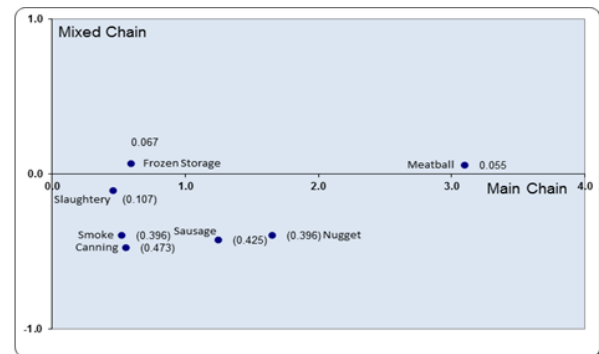 1.0
Mixed Chain
0.067
Frozen Storage
Meatball 0.055
0.0
0.0 1.0 2.0 3.0 4.0
Main Chain
Slaughtery (0.107)
Smoke (0.396) Sausage (0.425) (0.396) Nugget
Canning (0.473)
-1.0